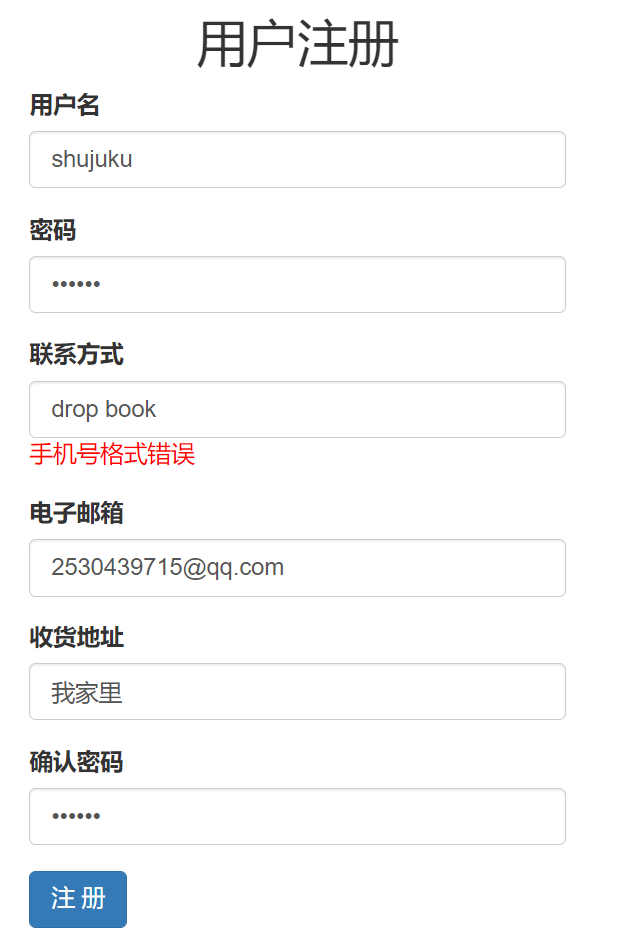 用户注册
用户名
shujuku
密码
••••••
联系方式
drop book
手机号格式错误
电子邮箱
2530439715@qq.com
收货地址
我家里
确认密码
••••••
注 册